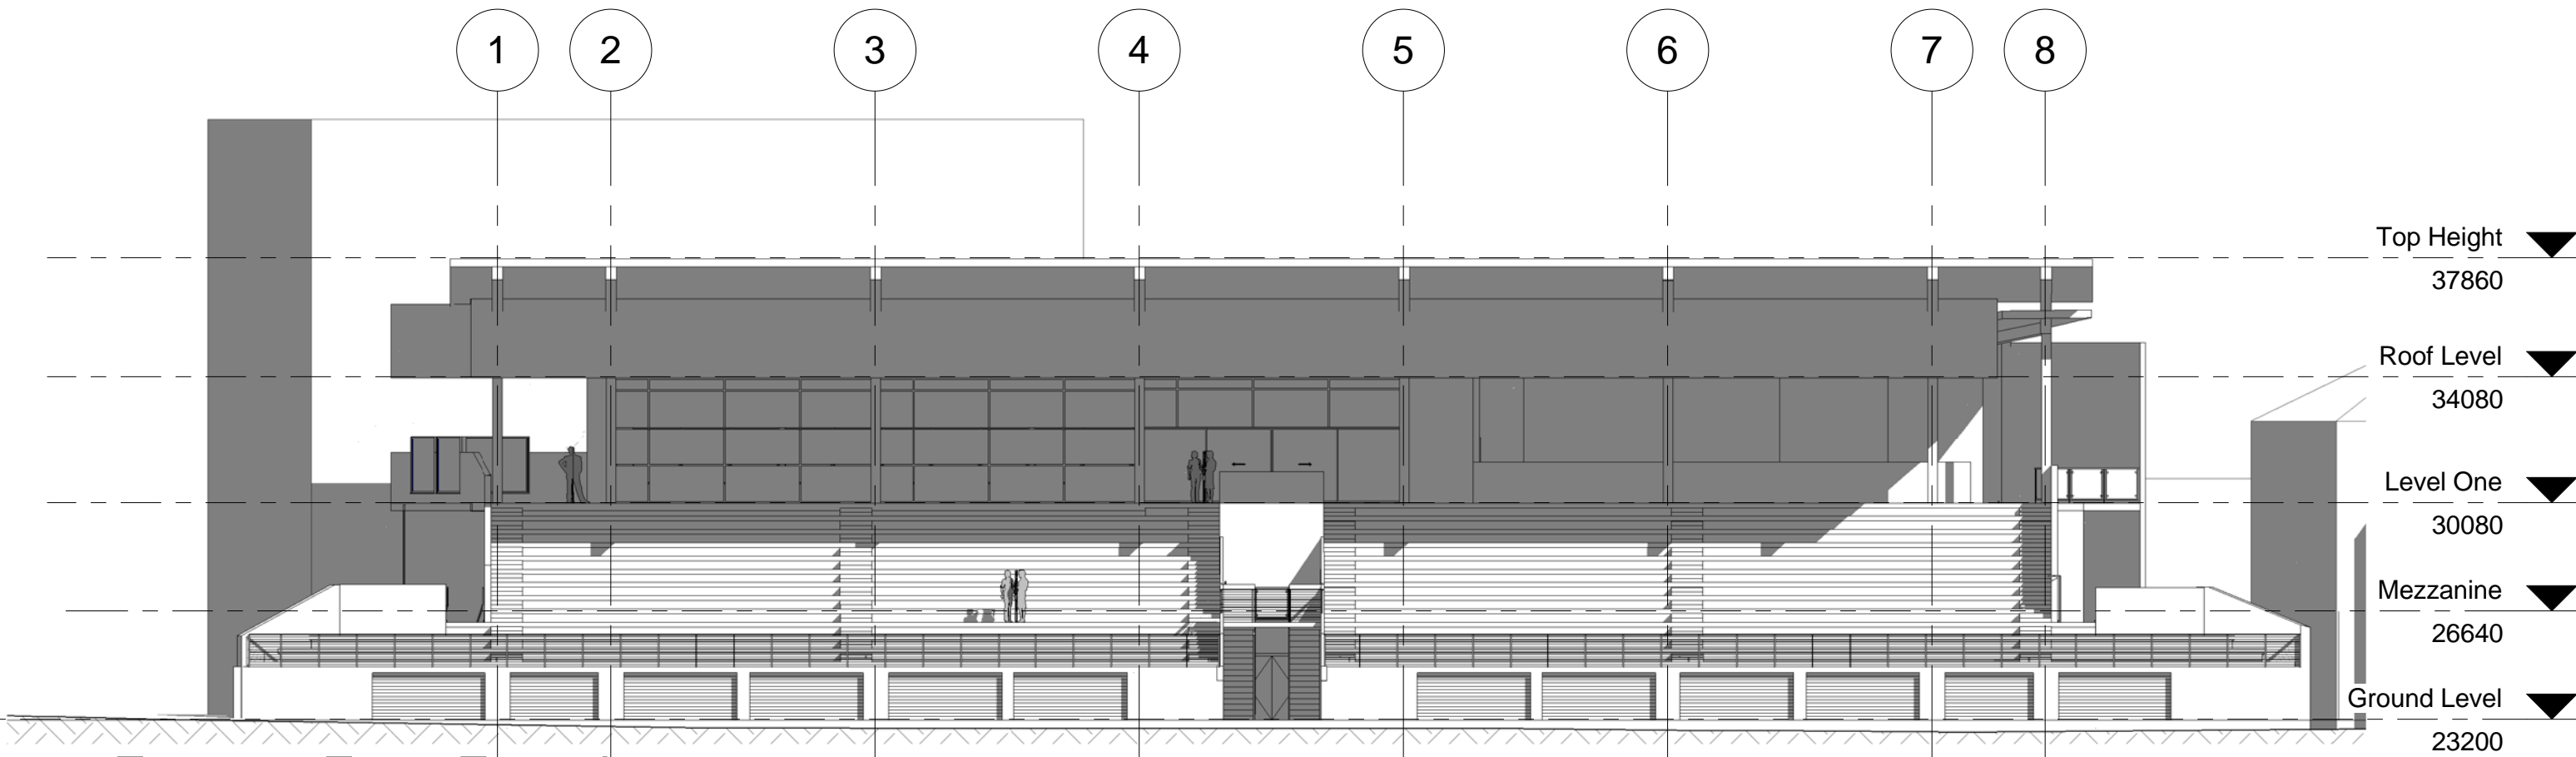 1 2 3 4 5 6 7 8
Top Height
37860
Roof Level
34080
Level One
30080
Mezzanine
26640
Ground Level
23200